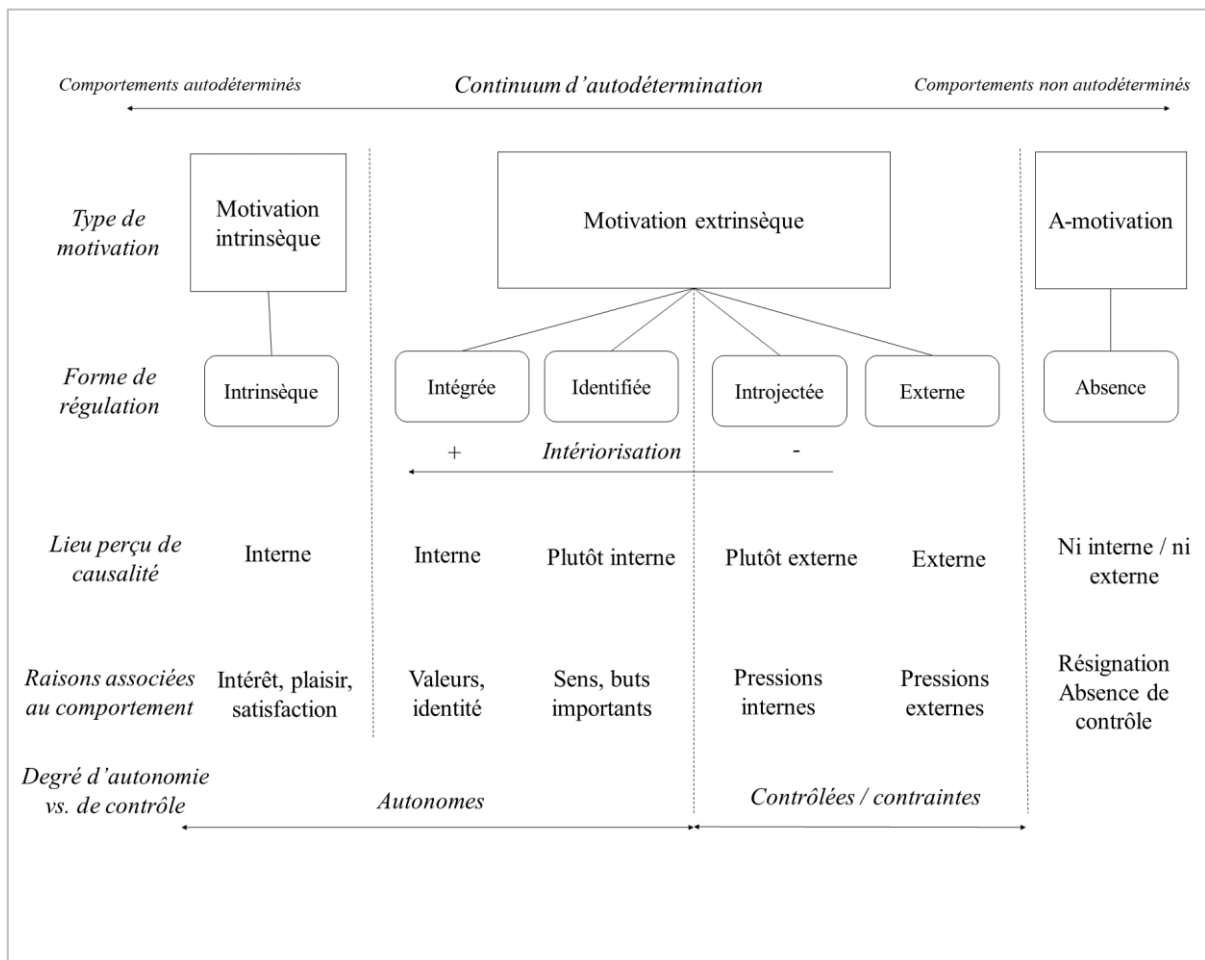 Comportements autodéterminés
Continuum d'autodétermination
Comportements non autodéterminés
Type de
motivation
Motivation
intrinsèque
Motivation extrinsèque
A-motivation
Forme de
régulation
Intrinsèque
Intégrée
Identifiée
Introjectée
Externe
Absence
+
Intériorisation
-
Lieu perçu de
causalité
Interne
Interne
Plutôt interne
Plutôt externe
Externe
Ni interne / ni
externe
Raisons associées
au comportement
Intérêt, plaisir,
satisfaction
Valeurs,
identité
Sens, buts
importants
Pressions
internes
Pressions
externes
Résignation
Absence de
contrôle
Degré d'autonomie
vs. de contrôle
Autonomes
Contrôlées / contraintes